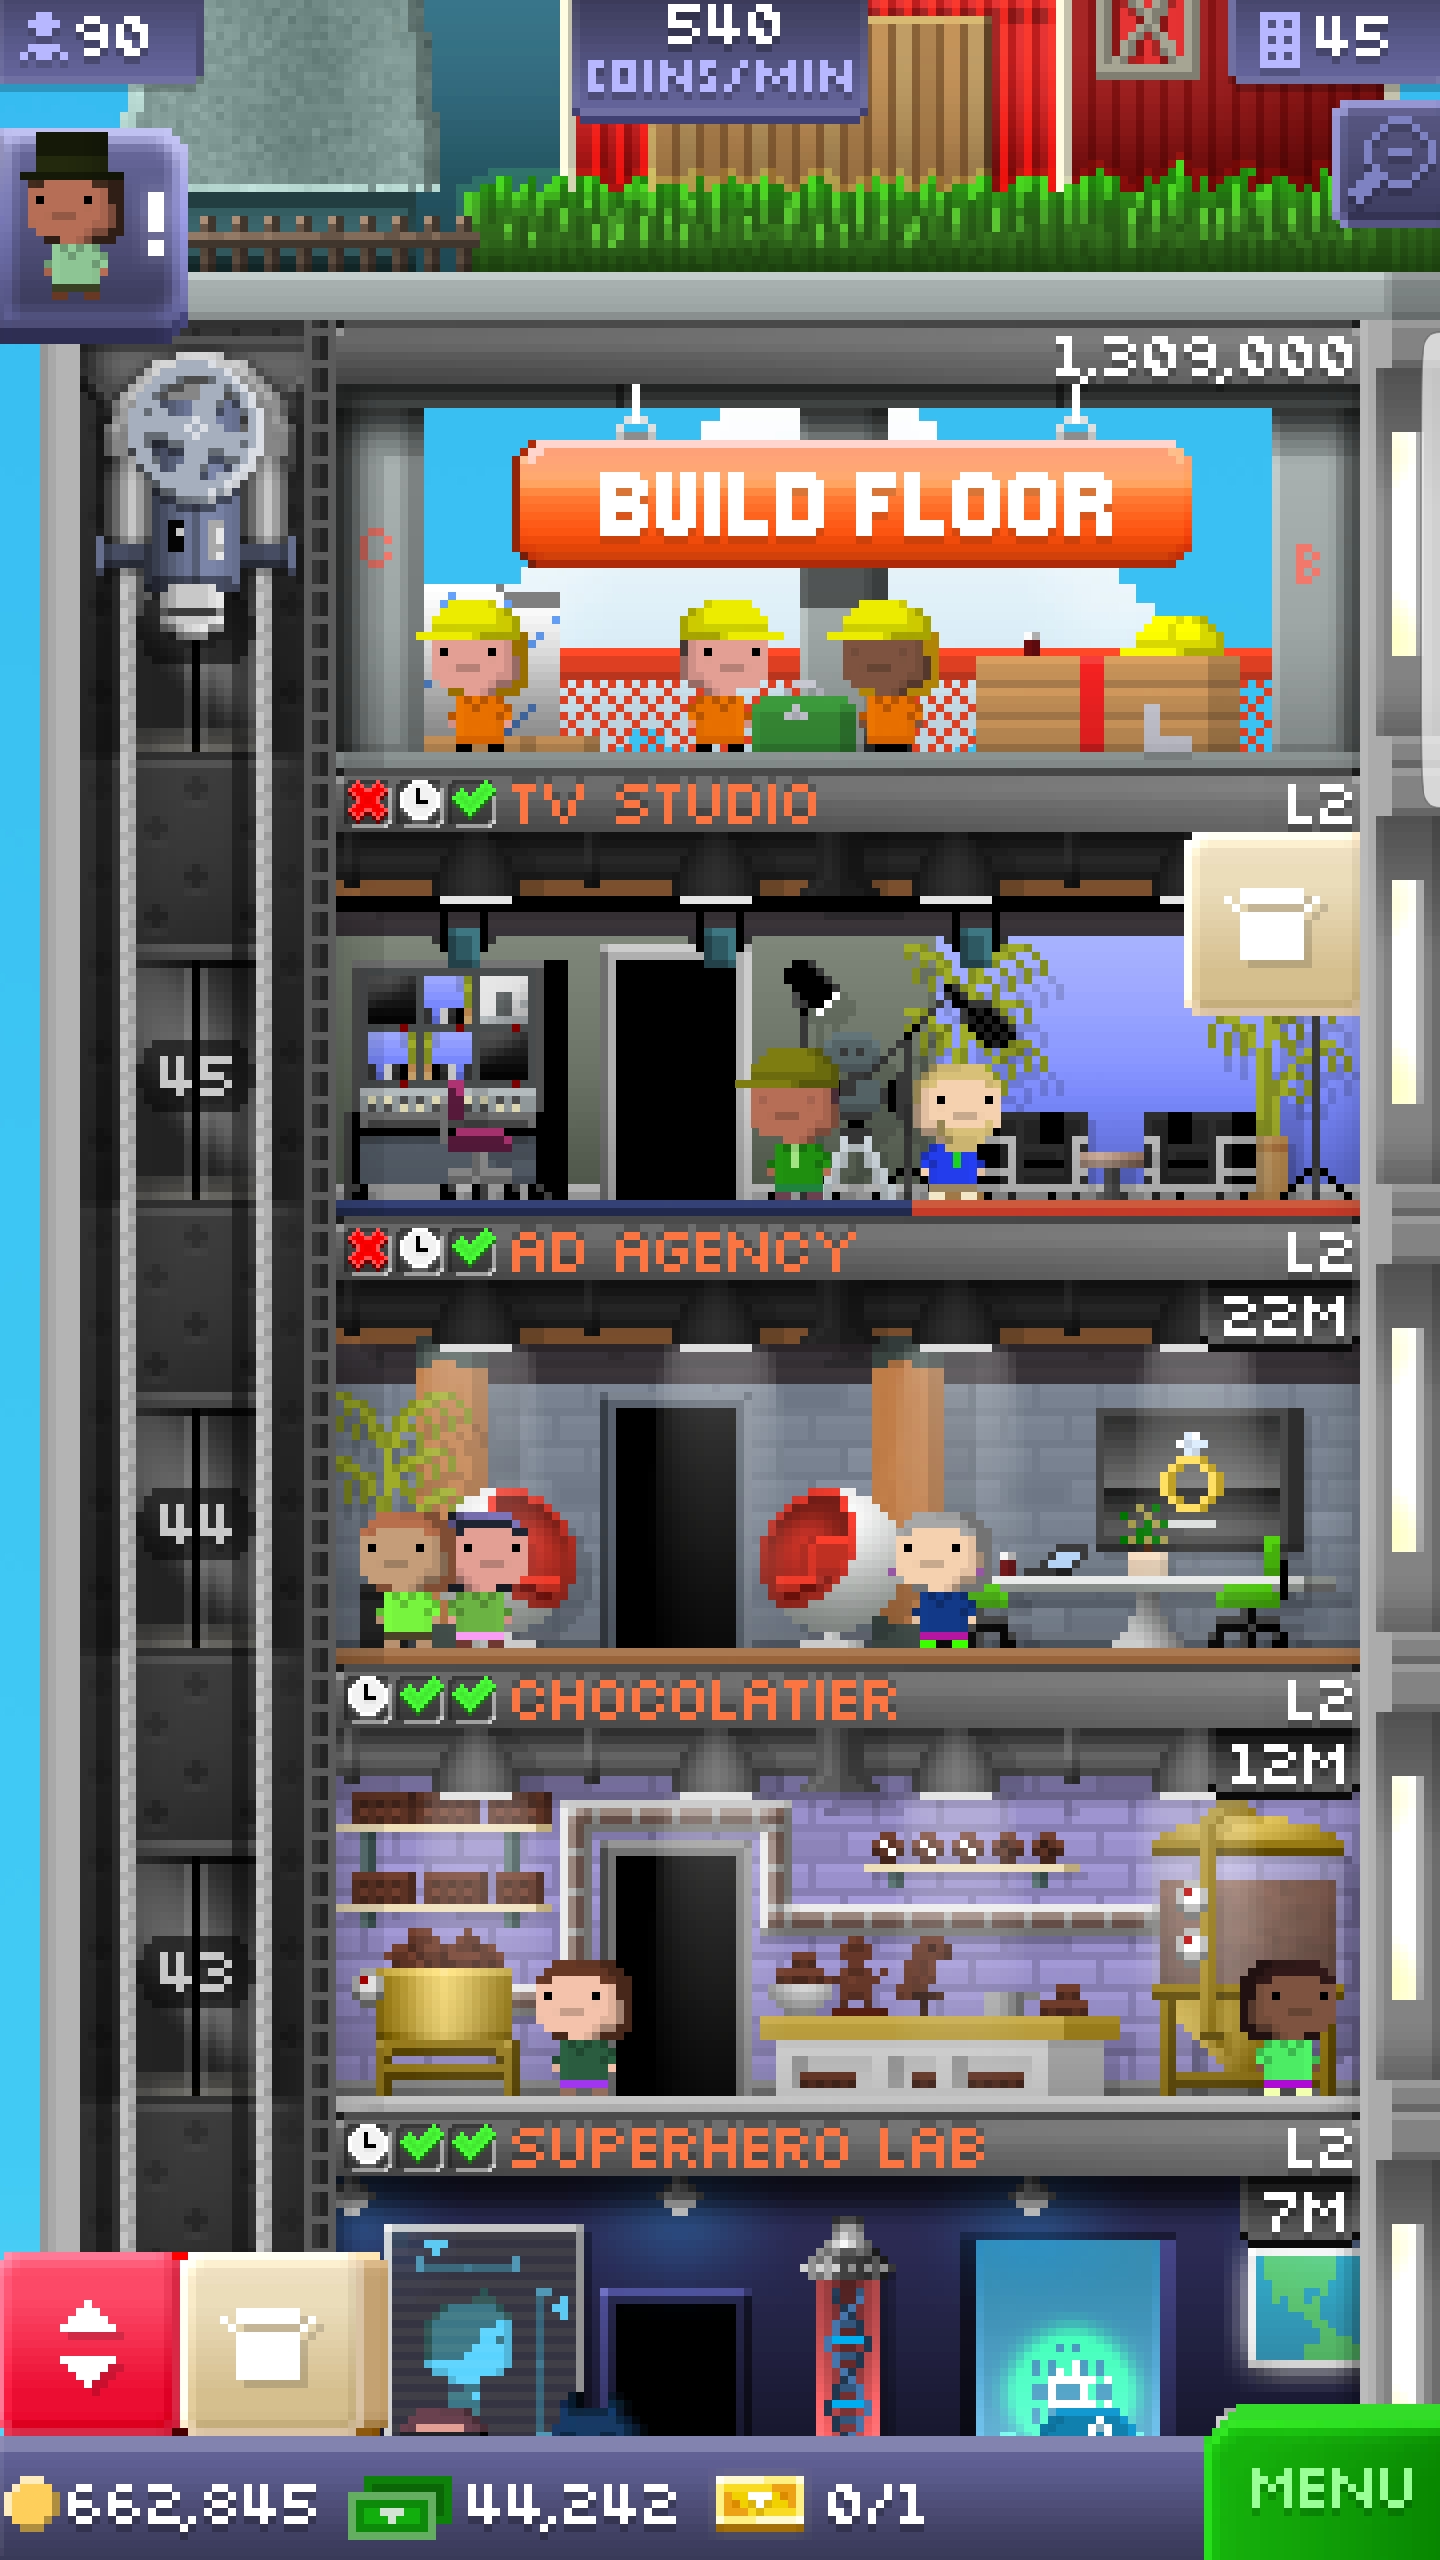 90
540
COINS/MIN
45
!
1,309,000
BUILD FLOOR
C
B
TV STUDIO L2
45
AD AGENCY L2
22M
44
CHOCOLATIER L2
12M
43
SUPERHERO LAB L2
7M
662,845 44,242 0/1
MENU